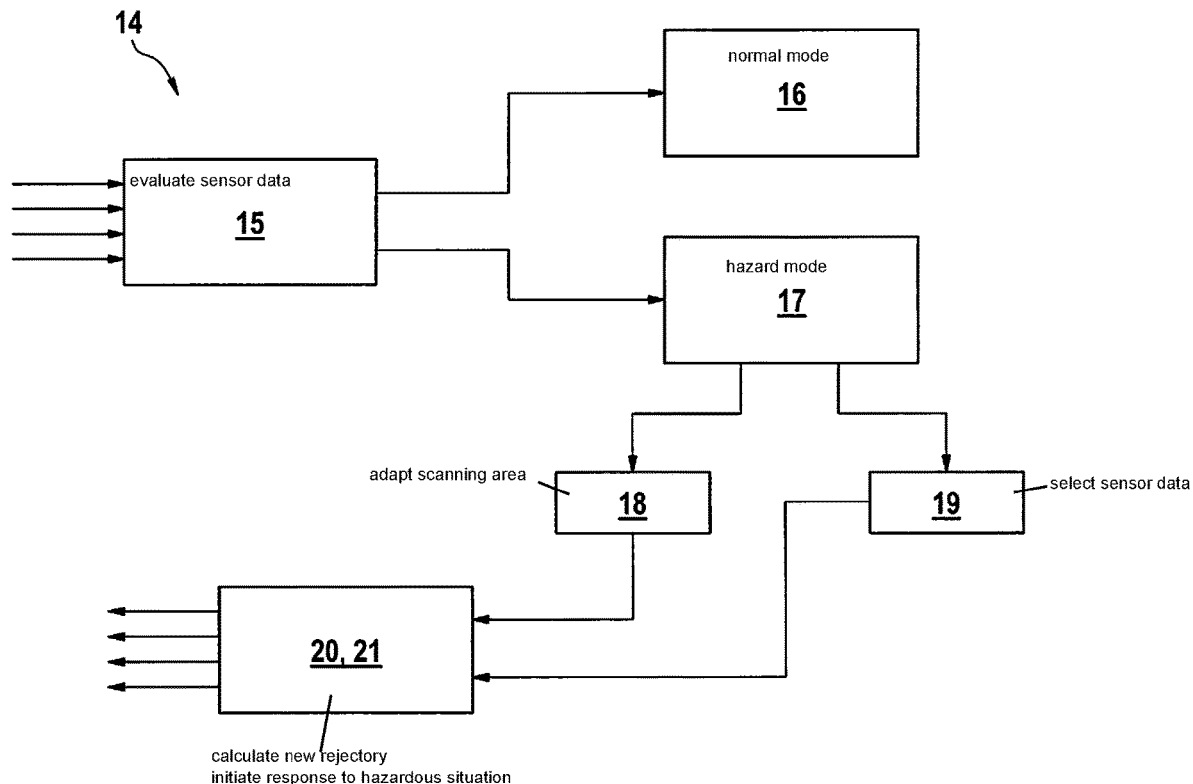 14
normal mode
16
evaluate sensor data
15
hazard mode
17
adapt scanning area
18
19
select sensor data
20, 21
calculate new rejectory
initiate response to hazardous situation